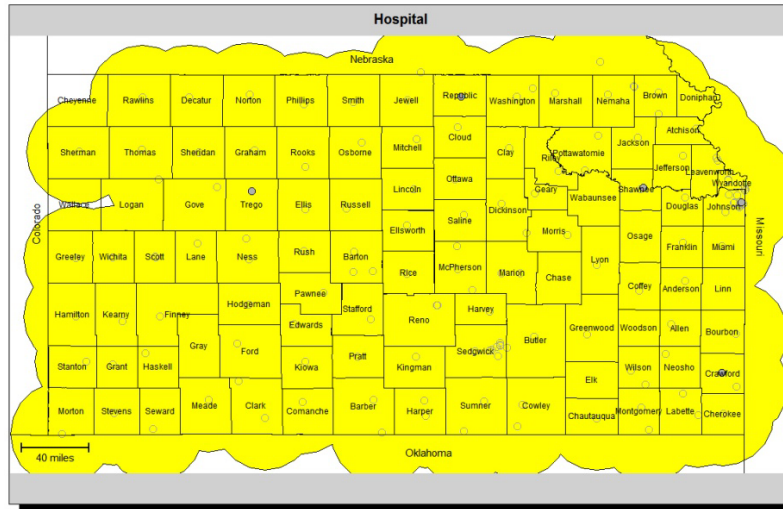 Hospital
Nebraska
Cheyenne Rawlins Decatur Norton Phillips Smith Jewell Republic Washington Marshall Nemaha Brown Doniphan
Atchison
Sherman Thomas Sheridan Graham Rooks Osborne Mitchell Cloud Clay Riley Pottawatomie Jackson
Jefferson Leavenworth
Wyandotte
Wallace Logan Gove Trego Ellis Russell Lincoln Ottawa Dickinson Geary Wabaunsee Shawnee Douglas Johnson
Colorado
Missouri
Greeley Wichita Scott Lane Ness Rush Barton Ellsworth Saline Morris Osage Franklin Miami
Rice McPherson Marion Chase Lyon
Hamilton Kearny Finney Hodgeman Pawnee Stafford Reno Harvey Coffey Anderson Linn
Gray Ford Edwards Sedgwick Butler Greenwood Woodson Allen Bourbon
Stanton Grant Haskell Kiowa Pratt Kingman Elk Wilson Neosho Crawford
Morton Stevens Seward Meade Clark Comanche Barber Harper Sumner Cowley Chautauqua Montgomery Labette Cherokee
40 miles
Oklahoma